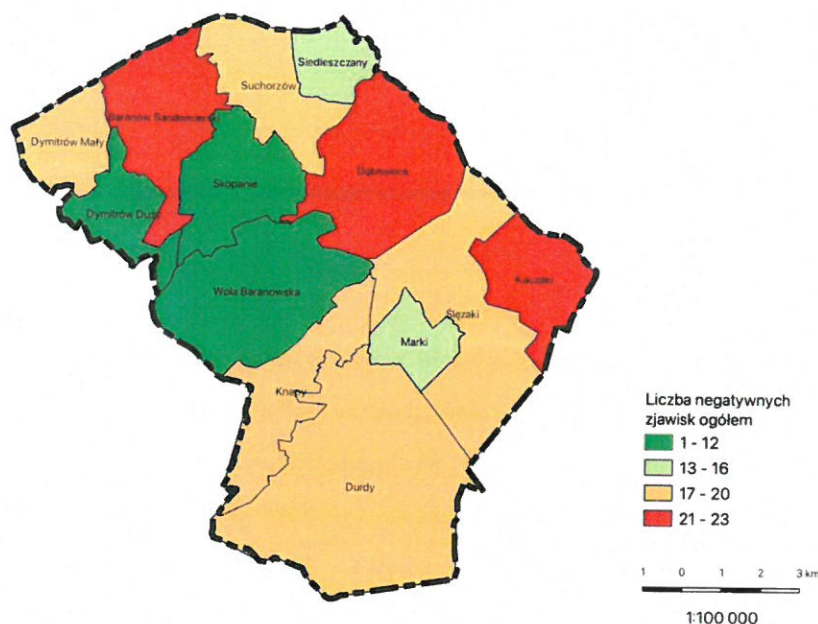 Siedleszczany
Suchorzów
Baranów Sandomierski
Dymitrów Mały
Skopanie
Dąbrowica
Dymitrów Duży
Wola Baranowska
Kaczaki
Ślęzaki
Marki
Knapy
Durdy
Liczba negatywnych
zjawisk ogółem
1 - 12
13 - 16
17 - 20
21 - 23
1 0 1 2 3 km
1:100 000